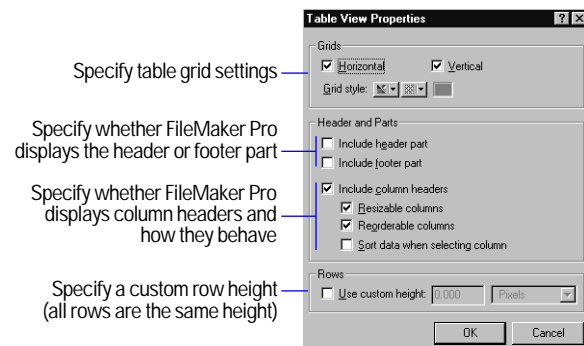 Table View Properties
Grids
Horizontal
Vertical
Grid style:
Specify table grid settings
Header and Parts
Include header part
Include footer part
Specify whether FileMaker Pro
displays the header or footer part
Include column headers
Resizable columns
Reorderable columns
Sort data when selecting column
Specify whether FileMaker Pro
displays column headers and
how they behave
Rows
Use custom height: 0.000 Pixels
Specify a custom row height
(all rows are the same height)
OK
Cancel